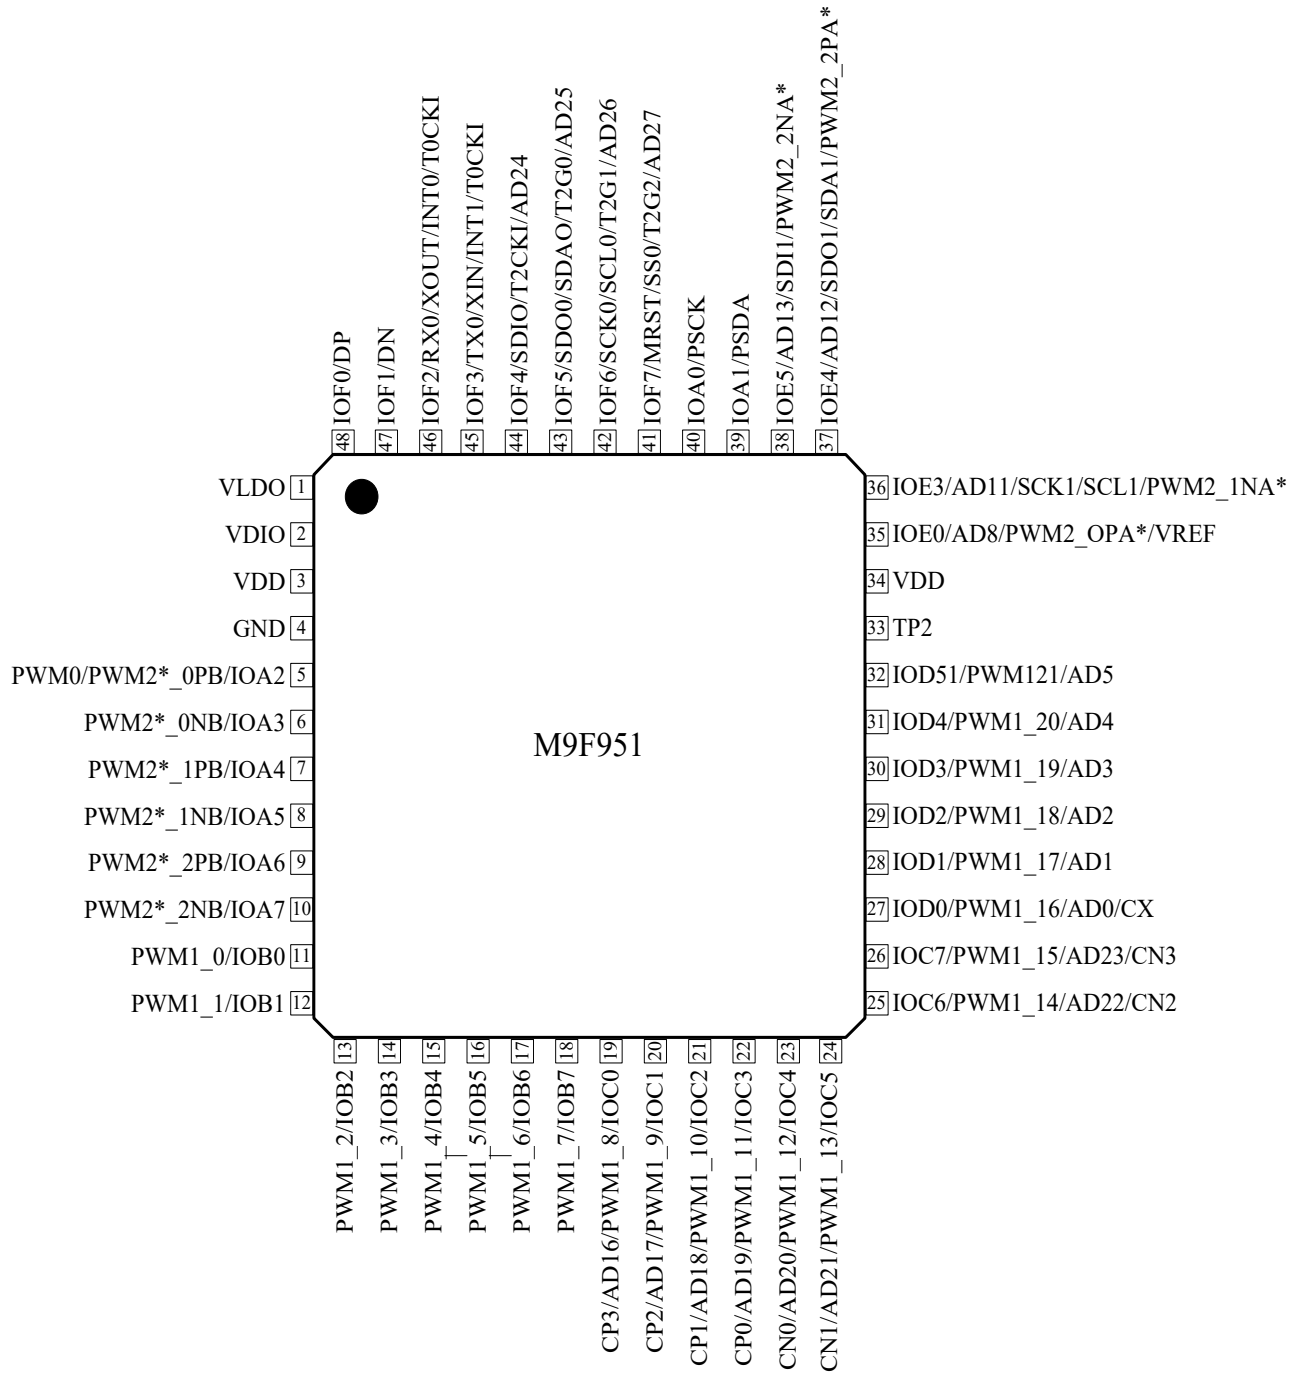 48 IOF0/DP
47 IOF1/DN
46 IOF2/RX0/XOUT/INT0/T0CKI
45 IOF3/TX0/XIN/INT1/T0CKI
44 IOF4/SDIO/T2CKI/AD24
43 IOF5/SDO0/SDAO/T2G0/AD25
42 IOF6/SCK0/SCL0/T2G1/AD26
41 IOF7/MRST/SS0/T2G2/AD27
40 IOA0/PSCK
39 IOA1/PSDA
38 IOE5/AD13/SDI1/PWM2_2NA*
37 IOE4/AD12/SDO1/SDA1/PWM2_2PA*
VLDO 1
VDIO 2
VDD 3
GND 4
PWM0/PWM2*_0PB/IOA2 5
PWM2*_0NB/IOA3 6
PWM2*_1PB/IOA4 7
PWM2*_1NB/IOA5 8
PWM2*_2PB/IOA6 9
PWM2*_2NB/IOA7 10
PWM1_0/IOB0 11
PWM1_1/IOB1 12
M9F951
36 IOE3/AD11/SCK1/SCL1/PWM2_1NA*
35 IOE0/AD8/PWM2_OPA*/VREF
34 VDD
33 TP2
32 IOD51/PWM121/AD5
31 IOD4/PWM1_20/AD4
30 IOD3/PWM1_19/AD3
29 IOD2/PWM1_18/AD2
28 IOD1/PWM1_17/AD1
27 IOD0/PWM1_16/AD0/CX
26 IOC7/PWM1_15/AD23/CN3
25 IOC6/PWM1_14/AD22/CN2
PWM1_2/IOB2 13
PWM1_3/IOB3 14
PWM1_4/IOB4 15
PWM1_5/IOB5 16
PWM1_6/IOB6 17
PWM1_7/IOB7 18
CP3/AD16/PWM1_8/IOC0 19
CP2/AD17/PWM1_9/IOC1 20
CP1/AD18/PWM1_10/IOC2 21
CP0/AD19/PWM1_11/IOC3 22
CN0/AD20/PWM1_12/IOC4 23
CN1/AD21/PWM1_13/IOC5 24